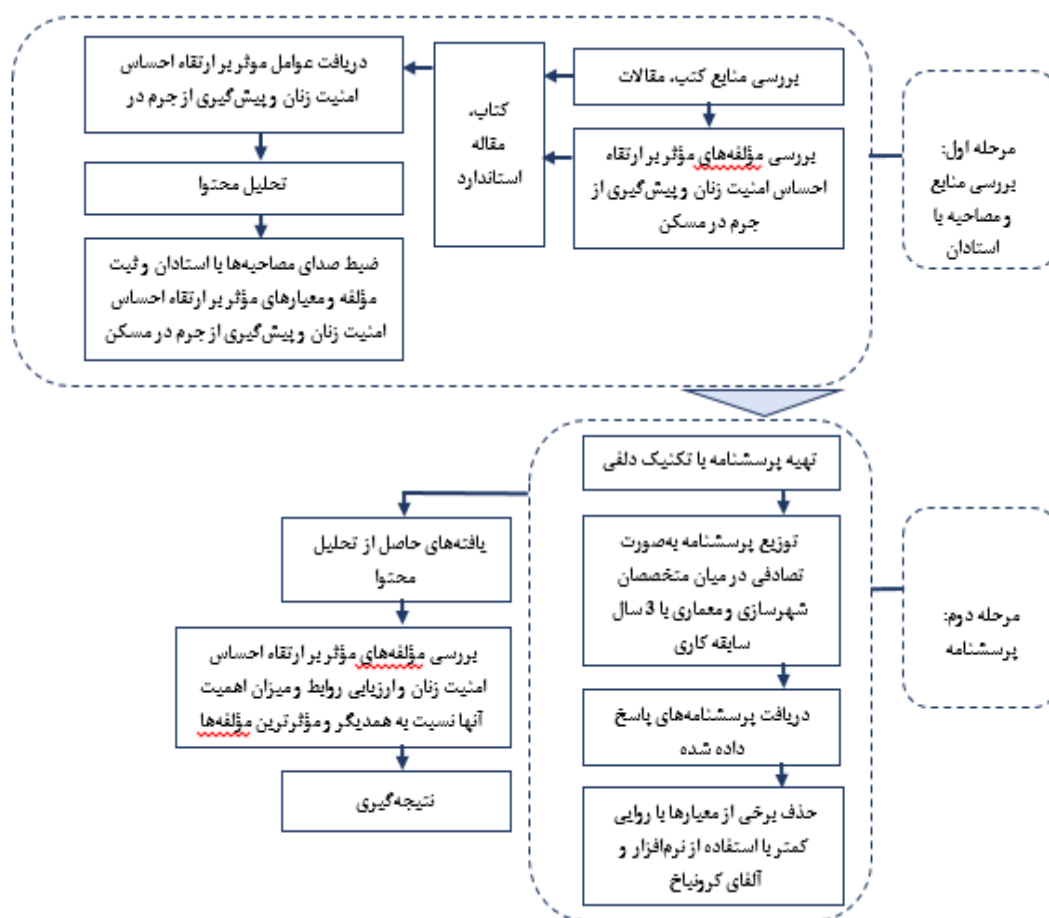 مرحله اول:
بررسی منابع
و مصاحبه با
استادان
بررسی منابع کتب، مقالات
بررسی مؤلفه‌های مؤثر بر ارتقاء
احساس امنیت زنان و پیش‌گیری از
جرم در مسکن
کتاب،
مقاله
استاندارد
دریافت عوامل موثر بر ارتقاء احساس
امنیت زنان و پیش‌گیری از جرم در
تحلیل محتوا
ضبط صدای مصاحبه‌ها با استادان و ثبت
مؤلفه و معیارهای مؤثر بر ارتقاء احساس
امنیت زنان و پیش‌گیری از جرم در مسکن
مرحله دوم:
پرسشنامه
تهیه پرسشنامه با تکنیک دلفی
توزیع پرسشنامه به‌صورت
تصادفی در میان متخصصان
شهرسازی و معماری با 3 سال
سابقه کاری
دریافت پرسشنامه‌های پاسخ
داده شده
حذف برخی از معیارها با روایی
کمتر با استفاده از نرم‌افزار و
آلفای کرونباخ
یافته‌های حاصل از تحلیل
محتوا
بررسی مؤلفه‌های مؤثر بر ارتقاء احساس
امنیت زنان و ارزیابی روابط و میزان اهمیت
آنها نسبت به همدیگر و مؤثرترین مؤلفه‌ها
نتیجه‌گیری